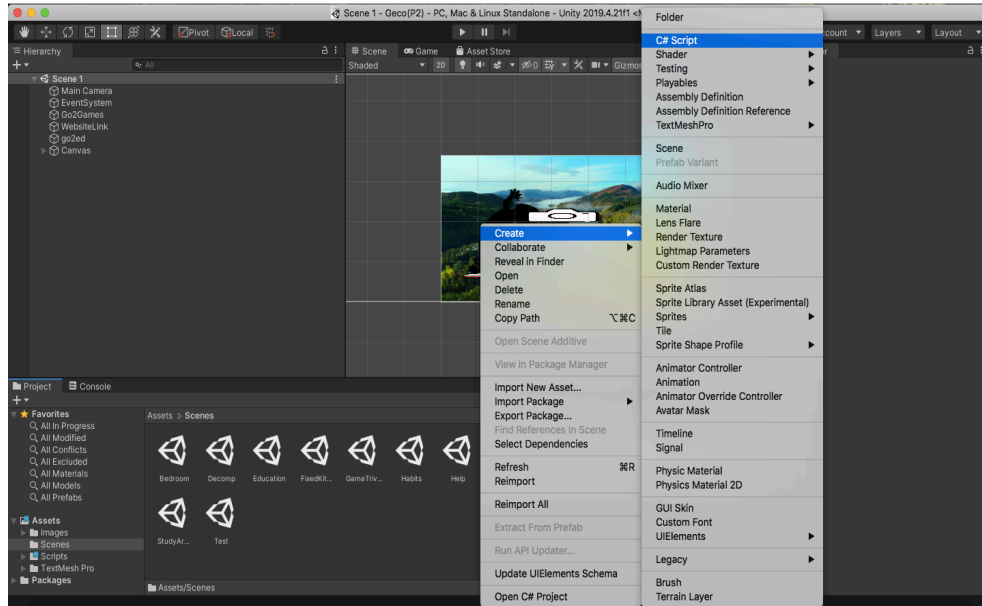 Scene 1 - Geco(P2) - PC, Mac & Linux Standalone - Unity 2019.4.21f1
Pivot Local
count Layers Layout
Hierarchy
Scene Game Asset Store
All
Shaded 2D 0 Gizmos
Scene 1
Main Camera
EventSystem
Go2Games
WebsiteLInk
go2ed
Canvas
Folder
C# Script
Shader
Testing
Playables
Assembly Definition
Assembly Definition Reference
TextMeshPro
Scene
Prefab Variant
Audio Mixer
Material
Lens Flare
Render Texture
Lightmap Parameters
Custom Render Texture
Sprite Atlas
Sprite Library Asset (Experimental)
Sprites
Tile
Sprite Shape Profile
Animator Controller
Animation
Animator Override Controller
Avatar Mask
Timeline
Signal
Physic Material
Physics Material 2D
GUI Skin
Custom Font
UIElements
Legacy
Brush
Terrain Layer
Create
Collaborate
Reveal in Finder
Open
Delete
Rename
Copy Path ⌥⌘C
Open Scene Additive
View in Package Manager
Import New Asset...
Import Package
Export Package...
Find References In Scene
Select Dependencies
Refresh ⌘R
Reimport
Reimport All
Extract From Prefab
Run API Updater...
Update UIElements Schema
Open C# Project
Project Console
Favorites
All In Progress
All Modified
All Conflicts
All Excluded
All Materials
All Models
All Prefabs
Assets
Images
Scenes
Scripts
TextMesh Pro
Packages
Assets > Scenes
Bedroom Decomp Education FixedKit... GameTriv... Habits Help
StudyAr... Test
Assets/Scenes